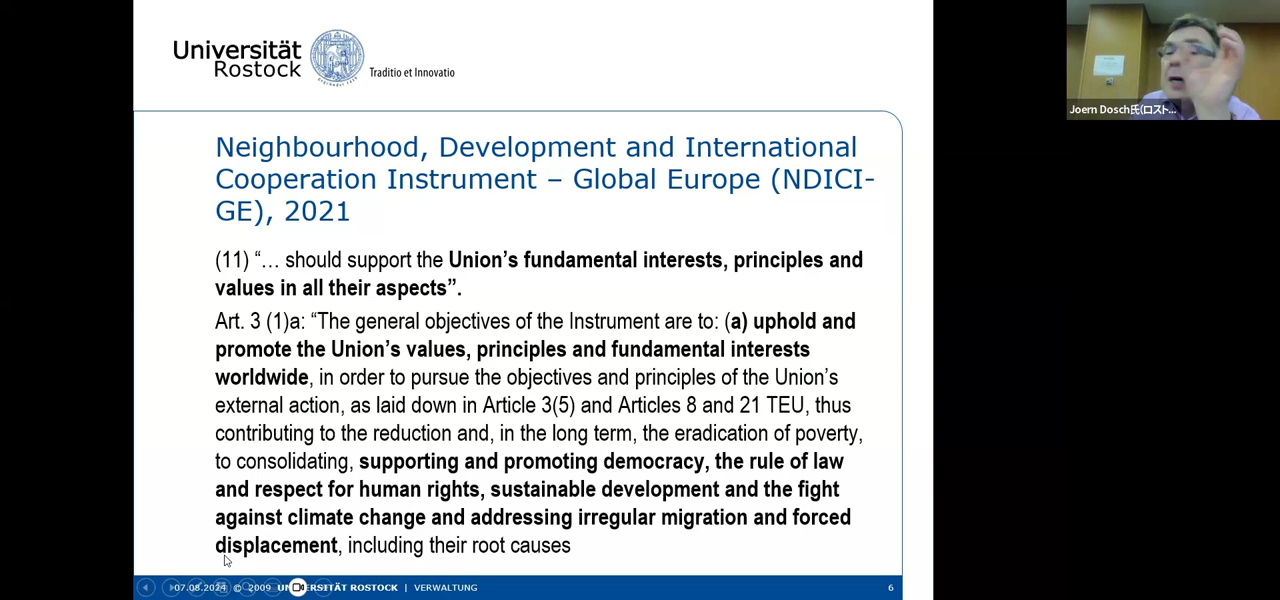 Universität
Rostock
Traditio et Innovatio
Joern Dosch氏(ロスト...
Neighbourhood, Development and International
Cooperation Instrument – Global Europe (NDICI-
GE), 2021
(11) “… should support the Union’s fundamental interests, principles and
values in all their aspects”.
Art. 3 (1)a: “The general objectives of the Instrument are to: (a) uphold and
promote the Union’s values, principles and fundamental interests
worldwide, in order to pursue the objectives and principles of the Union’s
external action, as laid down in Article 3(5) and Articles 8 and 21 TEU, thus
contributing to the reduction and, in the long term, the eradication of poverty,
to consolidating, supporting and promoting democracy, the rule of law
and respect for human rights, sustainable development and the fight
against climate change and addressing irregular migration and forced
displacement, including their root causes
07.08.2024 © 2009 UNIVERSITÄT ROSTOCK | VERWALTUNG 6